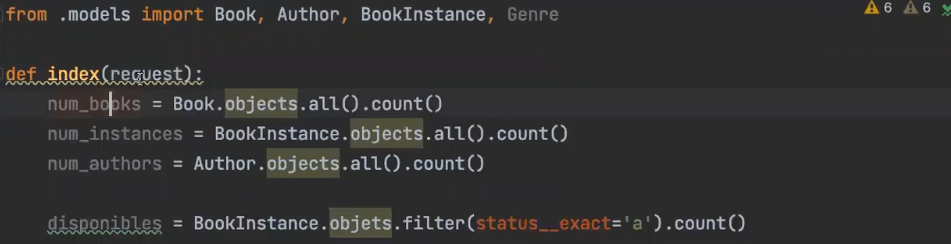 from .models import Book, Author, BookInstance, Genre
6 6
def index(request):
num_books = Book.objects.all().count()
num_instances = BookInstance.objects.all().count()
num_authors = Author.objects.all().count()
disponibles = BookInstance.objets.filter(status__exact='a').count()